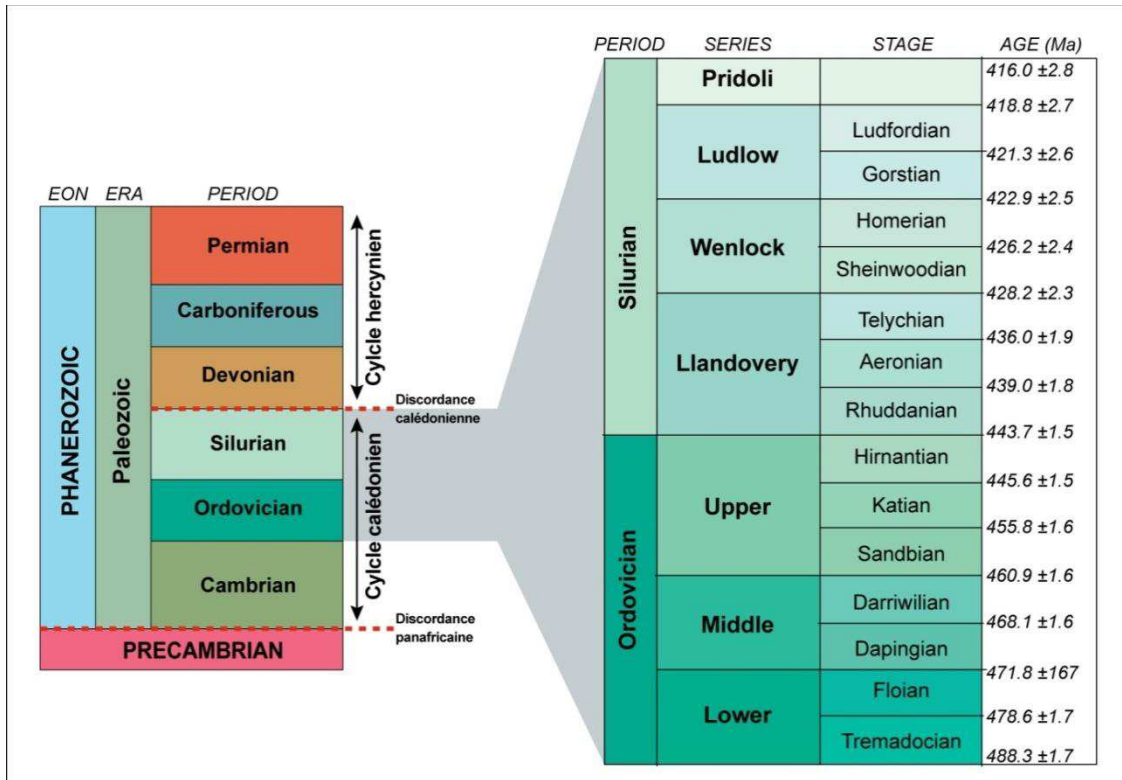 EON ERA PERIOD
PHANEROZOIC
Paleozoic
Permian
Carboniferous
Devonian
Silurian
Ordovician
Cambrian
PRECAMBRIAN
Cylcle hercynien
Discordance
calédonienne
Cylcle calédonien
Discordance
panafricaine
PERIOD SERIES STAGE AGE (Ma)
Silurian
Pridoli
416.0 ±2.8
418.8 ±2.7
Ludlow
Ludfordian
421.3 ±2.6
Gorstian
422.9 ±2.5
Wenlock
Homerian
426.2 ±2.4
Sheinwoodian
428.2 ±2.3
Llandovery
Telychian
436.0 ±1.9
Aeronian
439.0 ±1.8
Rhuddanian
443.7 ±1.5
Ordovician
Upper
Hirnantian
445.6 ±1.5
Katian
455.8 ±1.6
Sandbian
460.9 ±1.6
Middle
Darriwilian
468.1 ±1.6
Dapingian
471.8 ±167
Lower
Floian
478.6 ±1.7
Tremadocian
488.3 ±1.7